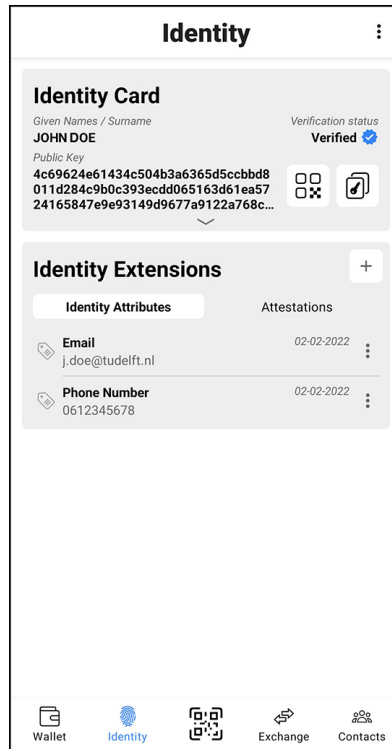 Identity
Identity Card
Given Names / Surname
Verification status
JOHN DOE
Verified
Public Key
4c69624e61434c504b3a6365d5ccbbd8
011d284c9b0c393ecdd065163d61ea57
24165847e9e93149d9677a9122a768c...
Identity Extensions
Identity Attributes
Attestations
Email
02-02-2022
j.doe@tudelft.nl
Phone Number
02-02-2022
0612345678
Wallet
Identity
Exchange
Contacts